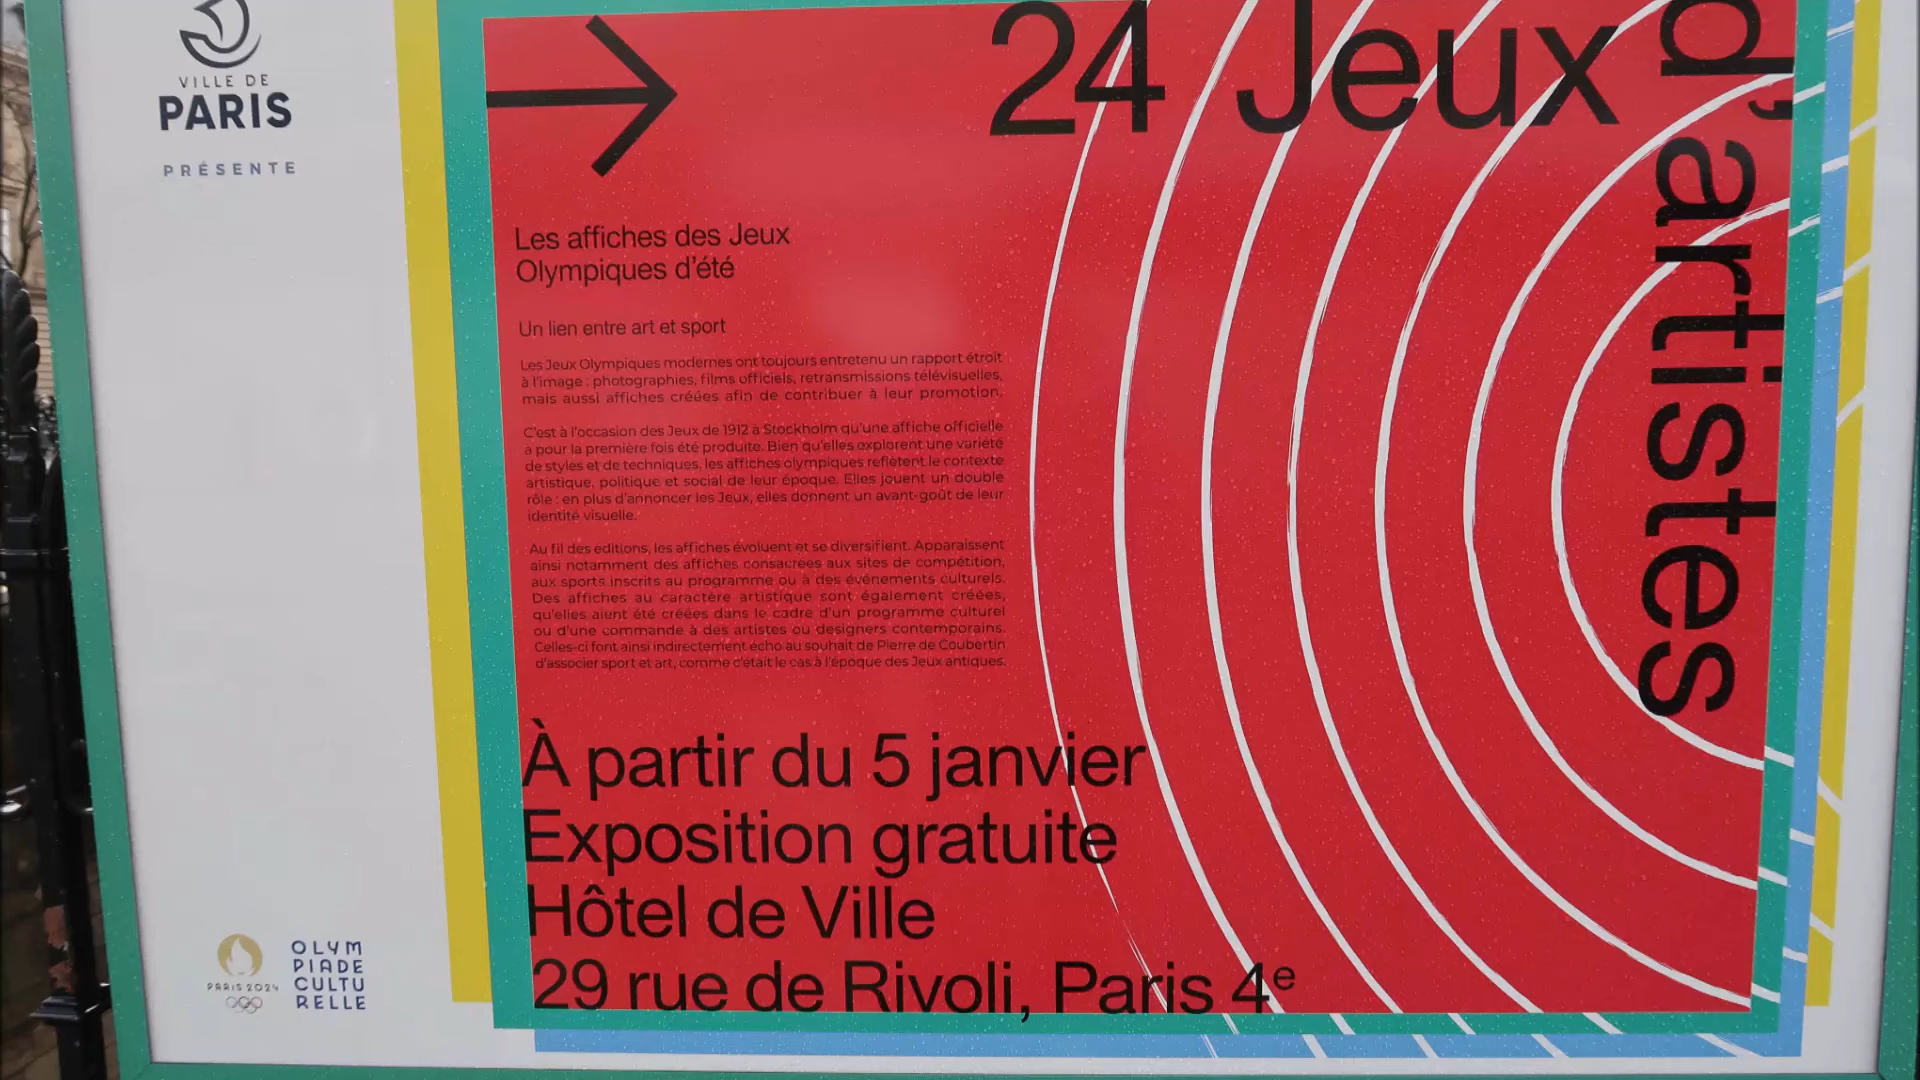 VILLE DE
PARIS
PRÉSENTE
24 Jeux
d'artistes
Les affiches des Jeux
Olympiques d'été
Un lien entre art et sport
Les Jeux Olympiques modernes ont toujours entretenu un rapport étroit
à l'image : photographies, films officiels, retransmissions télévisuelles,
mais aussi affiches créées afin de contribuer à leur promotion.
C'est à l'occasion des Jeux de 1912 à Stockholm qu'une affiche officielle
a pour la première fois été produite. Bien qu'elles explorent une variété
de styles et de techniques, les affiches olympiques reflètent le contexte
artistique, politique et social de leur époque. Elles jouent un double
rôle : en plus d'annoncer les Jeux, elles donnent un avant-goût de leur
identité visuelle.
Au fil des editions, les affiches évoluent et se diversifient. Apparaissent
ainsi notamment des affiches consacrées aux sites de compétition,
aux sports inscrits au programme ou à des événements culturels.
Des affiches au caractère artistique sont également créées,
qu'elles aient été créées dans le cadre d'un programme culturel
ou d'une commande à des artistes ou designers contemporains.
Celles-ci font ainsi indirectement écho au souhait de Pierre de Coubertin
d'associer sport et art, comme c'était le cas à l'époque des Jeux antiques.
À partir du 5 janvier
Exposition gratuite
Hôtel de Ville
29 rue de Rivoli, Paris 4e
PARIS 2024
OLYM
PIADE
CULTU
RELLE